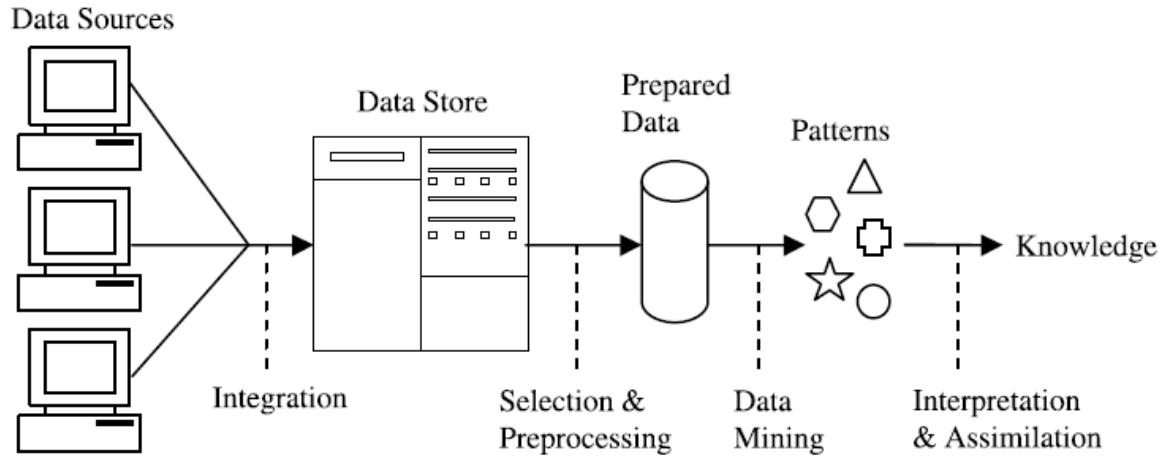 Data Sources
Data Store
Prepared
Data
Patterns
Knowledge
Integration
Selection &
Preprocessing
Data
Mining
Interpretation
& Assimilation